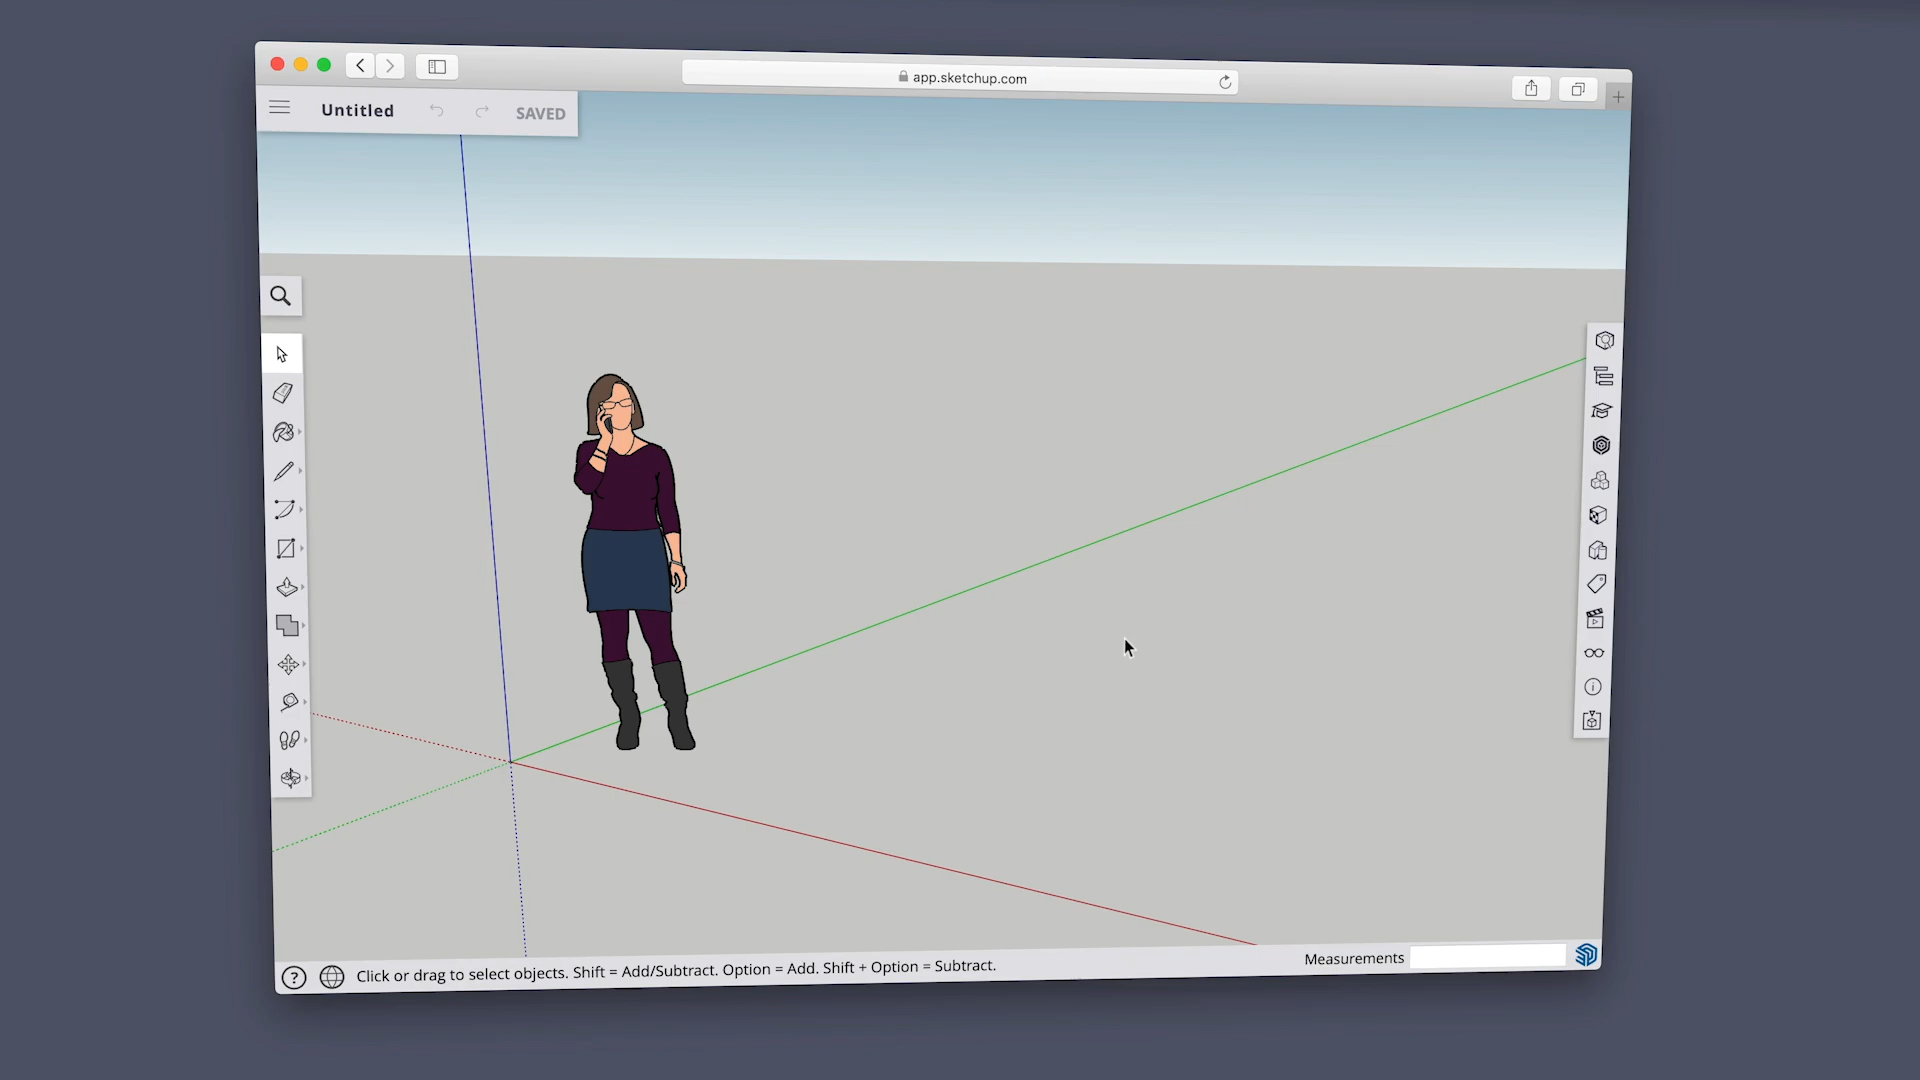 app.sketchup.com
Untitled
SAVED
Click or drag to select objects. Shift = Add/Subtract. Option = Add. Shift + Option = Subtract.
Measurements